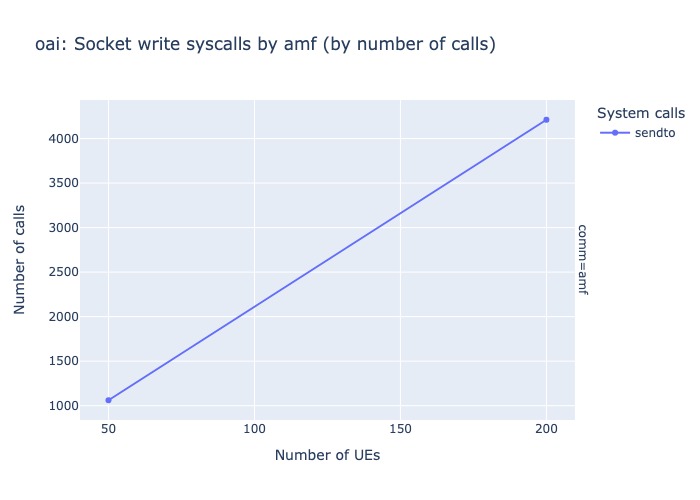 oai: Socket write syscalls by amf (by number of calls)
System calls
sendto
4000
3500
3000
2500
2000
1500
1000
Number of calls
comm=amf
50 100 150 200
Number of UEs